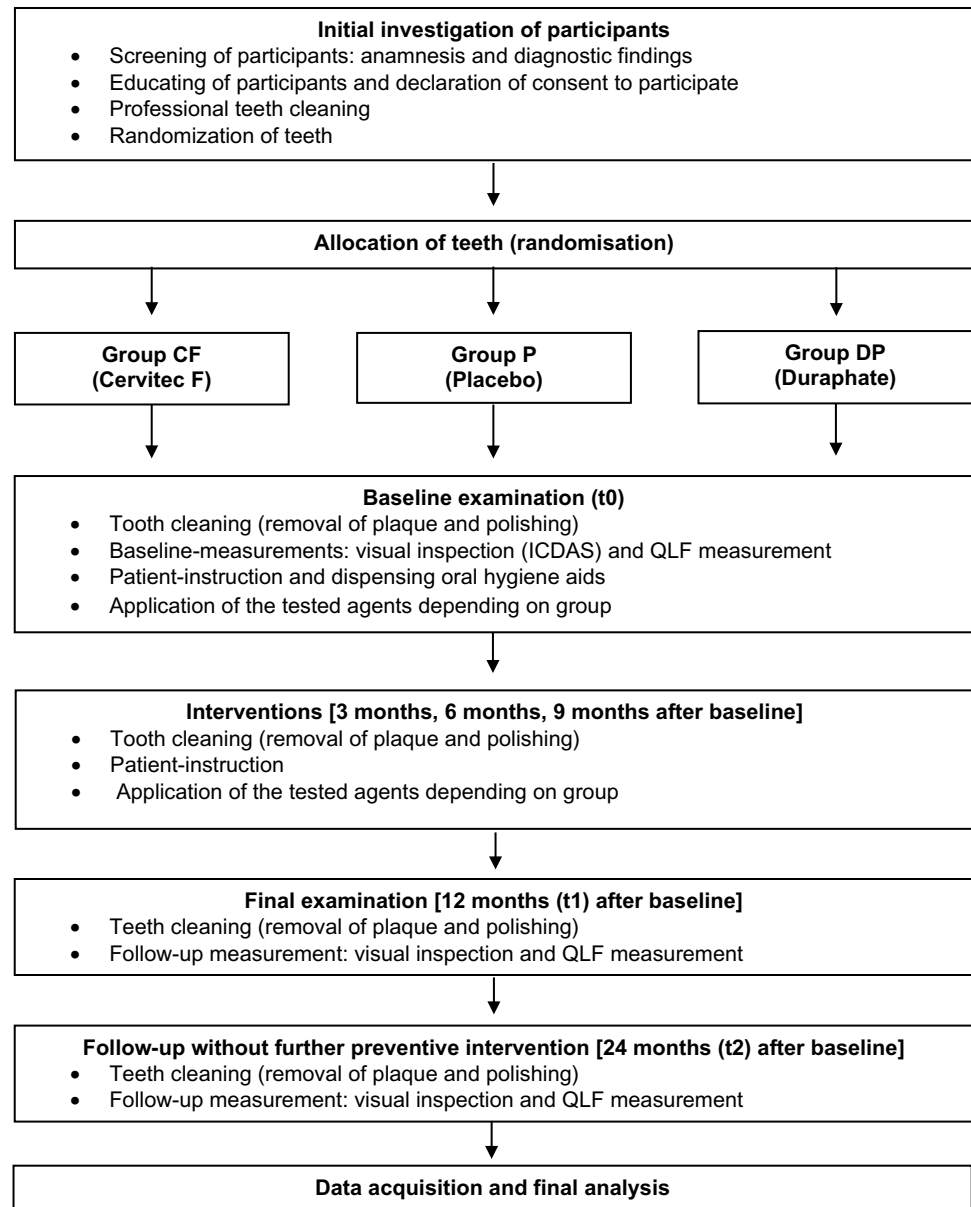 Initial investigation of participants
• Screening of participants: anamnesis and diagnostic findings
• Educating of participants and declaration of consent to participate
• Professional teeth cleaning
• Randomization of teeth
Allocation of teeth (randomisation)
Group CF
(Cervitec F)
Group P
(Placebo)
Group DP
(Duraphate)
Baseline examination (t0)
• Tooth cleaning (removal of plaque and polishing)
• Baseline-measurements: visual inspection (ICDAS) and QLF measurement
• Patient-instruction and dispensing oral hygiene aids
• Application of the tested agents depending on group
Interventions [3 months, 6 months, 9 months after baseline]
• Tooth cleaning (removal of plaque and polishing)
• Patient-instruction
• Application of the tested agents depending on group
Final examination [12 months (t1) after baseline]
• Teeth cleaning (removal of plaque and polishing)
• Follow-up measurement: visual inspection and QLF measurement
Follow-up without further preventive intervention [24 months (t2) after baseline]
• Teeth cleaning (removal of plaque and polishing)
• Follow-up measurement: visual inspection and QLF measurement
Data acquisition and final analysis